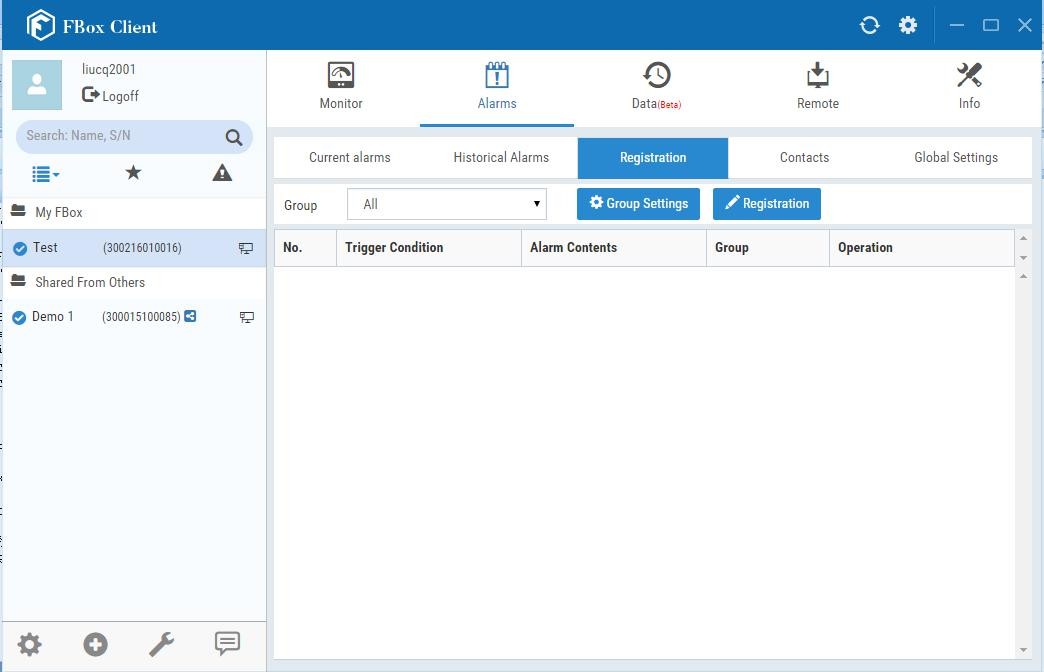 FBox Client
liucq2001
Logoff
Search: Name, S/N
My FBox
Test (300216010016)
Shared From Others
Demo 1 (300015100085)
Monitor Alarms Data(Beta) Remote Info
Current alarms Historical Alarms Registration Contacts Global Settings
Group All Group Settings Registration
No. Trigger Condition Alarm Contents Group Operation